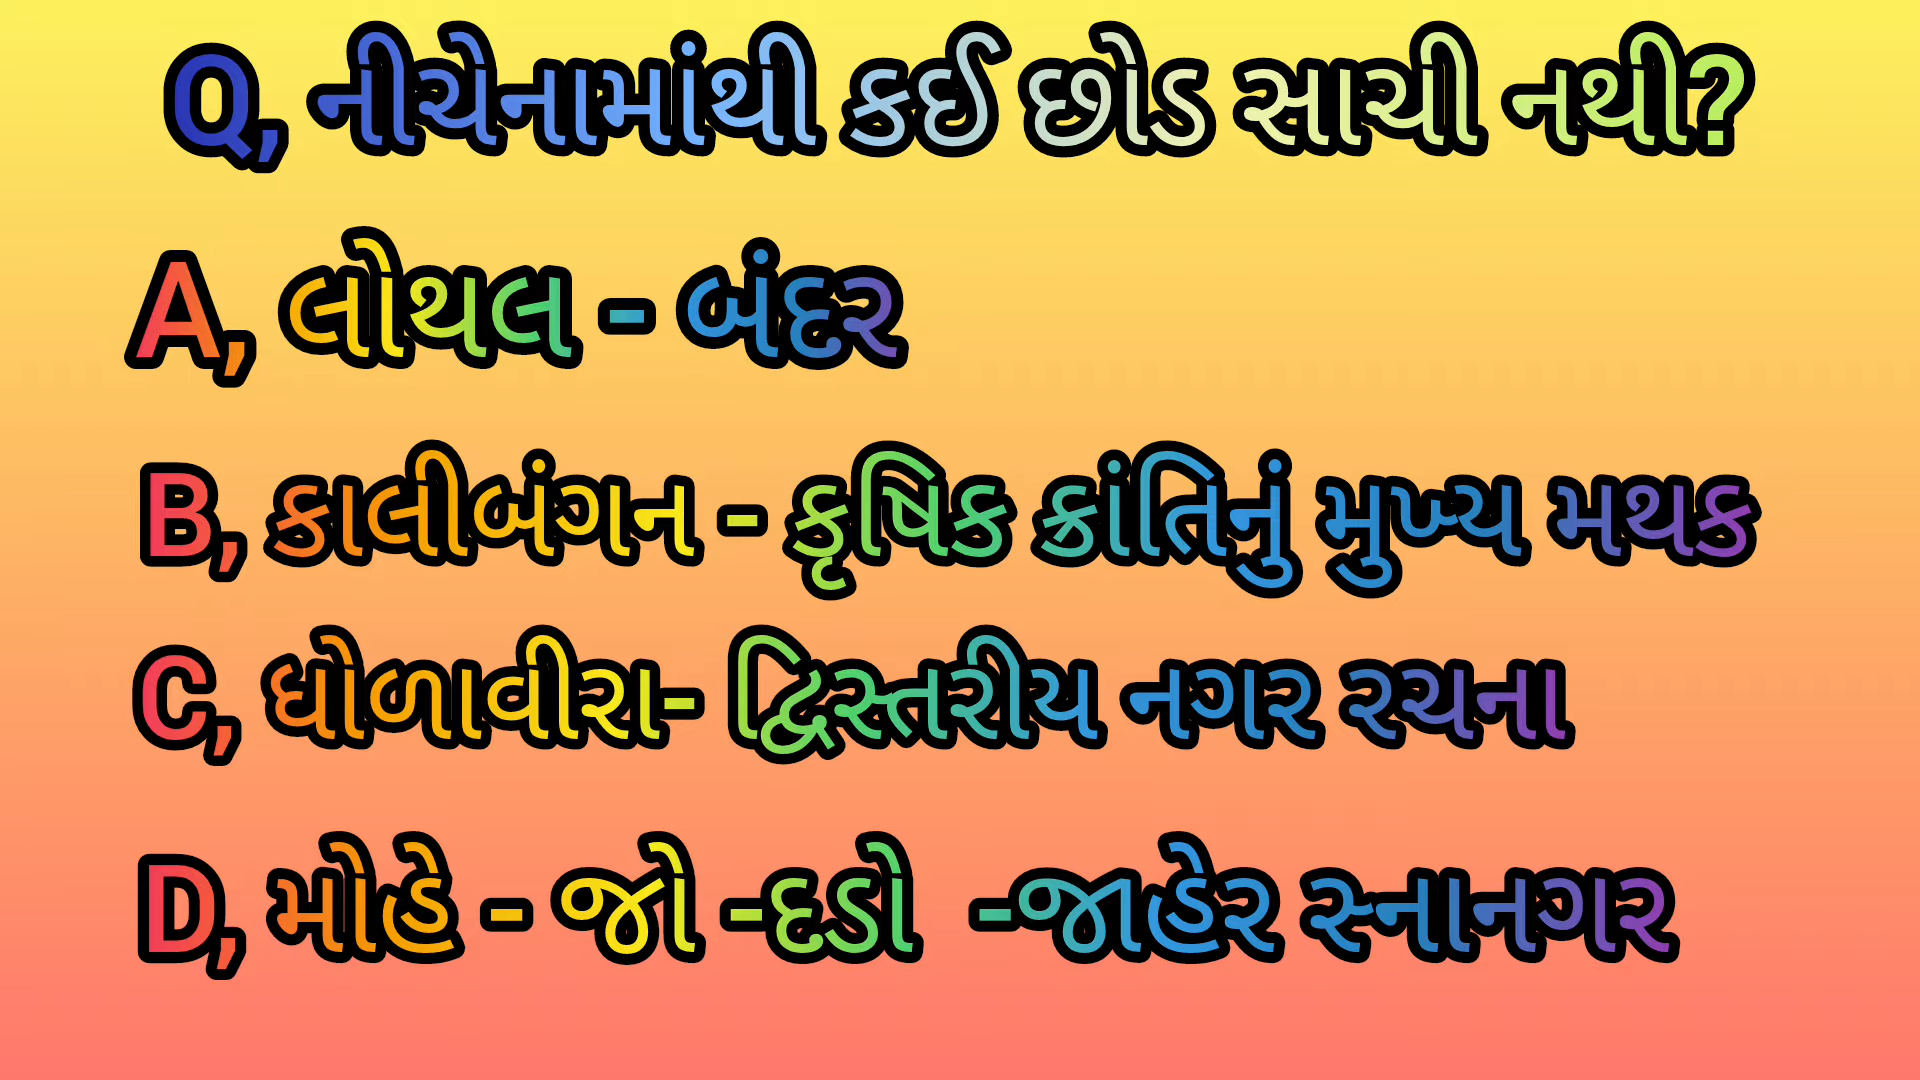 Q, નીચેનામાંથી કઈ છોડ સાચી નથી?
A, લોથલ - બંદર
B, કાલીબંગન - કૃષિક ક્રાંતિનું મુખ્ય મથક
C, ધોળાવીરા- દ્વિસ્તરીય નગર રચના
D, મોહે - જો -દડો -જાહેર સ્નાનગર